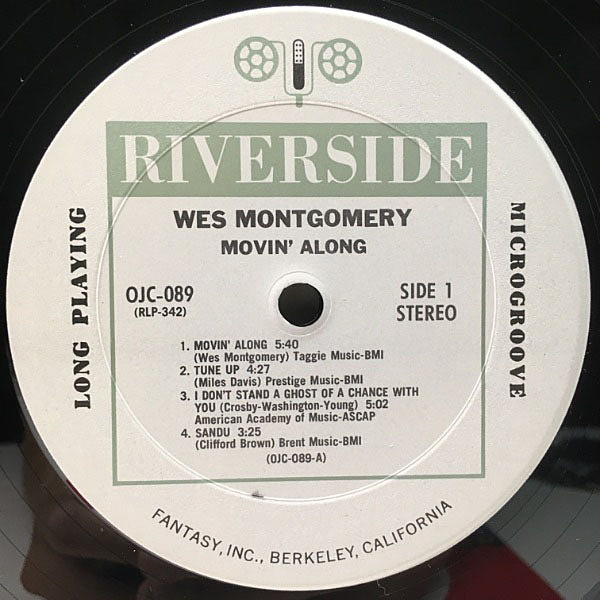 RIVERSIDE
WES MONTGOMERY
MOVIN' ALONG
OJC-089
(RLP-342)
SIDE 1
STEREO
LONG PLAYING
MICROGROOVE
1. MOVIN' ALONG 5:40
(Wes Montgomery) Taggie Music-BMI
2. TUNE UP 4:27
(Miles Davis) Prestige Music-BMI
3. I DON'T STAND A GHOST OF A CHANCE WITH
YOU (Crosby-Washington-Young) 5:02
American Academy of Music-ASCAP
4. SANDU 3:25
(Clifford Brown) Brent Music-BMI
(OJC-089-A)
FANTASY, INC., BERKELEY, CALIFORNIA